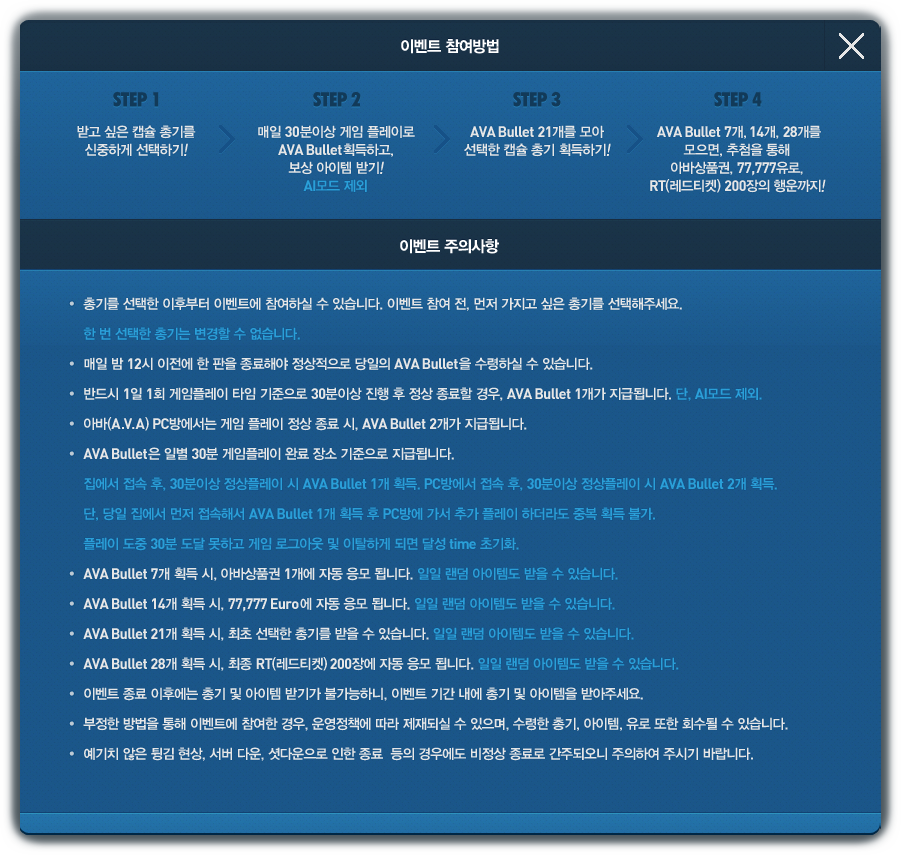 이벤트 참여방법
STEP 1
받고 싶은 캡슐 총기를
신중하게 선택하기!
STEP 2
매일 30분이상 게임 플레이로
AVA Bullet획득하고,
보상 아이템 받기!
AI모드 제외
STEP 3
AVA Bullet 21개를 모아
선택한 캡슐 총기 획득하기!
STEP 4
AVA Bullet 7개, 14개, 28개를
모으면, 추첨을 통해
아바상품권, 77,777유로,
RT(레드티켓) 200장의 행운까지!
이벤트 주의사항
• 총기를 선택한 이후부터 이벤트에 참여하실 수 있습니다. 이벤트 참여 전, 먼저 가지고 싶은 총기를 선택해주세요.
한 번 선택한 총기는 변경할 수 없습니다.
• 매일 밤 12시 이전에 한 판을 종료해야 정상적으로 당일의 AVA Bullet을 수령하실 수 있습니다.
• 반드시 1일 1회 게임플레이 타임 기준으로 30분이상 진행 후 정상 종료할 경우, AVA Bullet 1개가 지급됩니다. 단, AI모드 제외.
• 아바(A.V.A) PC방에서는 게임 플레이 정상 종료 시, AVA Bullet 2개가 지급됩니다.
• AVA Bullet은 일별 30분 게임플레이 완료 장소 기준으로 지급됩니다.
집에서 접속 후, 30분이상 정상플레이 시 AVA Bullet 1개 획득. PC방에서 접속 후, 30분이상 정상플레이 시 AVA Bullet 2개 획득.
단, 당일 집에서 먼저 접속해서 AVA Bullet 1개 획득 후 PC방에 가서 추가 플레이 하더라도 중복 획득 불가.
플레이 도중 30분 도달 못하고 게임 로그아웃 및 이탈하게 되면 달성 time 초기화.
• AVA Bullet 7개 획득 시, 아바상품권 1개에 자동 응모 됩니다. 일일 랜덤 아이템도 받을 수 있습니다.
• AVA Bullet 14개 획득 시, 77,777 Euro에 자동 응모 됩니다. 일일 랜덤 아이템도 받을 수 있습니다.
• AVA Bullet 21개 획득 시, 최초 선택한 총기를 받을 수 있습니다. 일일 랜덤 아이템도 받을 수 있습니다.
• AVA Bullet 28개 획득 시, 최종 RT(레드티켓) 200장에 자동 응모 됩니다. 일일 랜덤 아이템도 받을 수 있습니다.
• 이벤트 종료 이후에는 총기 및 아이템 받기가 불가능하니, 이벤트 기간 내에 총기 및 아이템을 받아주세요.
• 부정한 방법을 통해 이벤트에 참여한 경우, 운영정책에 따라 제재되실 수 있으며, 수령한 총기, 아이템, 유로 또한 회수될 수 있습니다.
• 예기치 않은 튕김 현상, 서버 다운, 셧다운으로 인한 종료 등의 경우에도 비정상 종료로 간주되오니 주의하여 주시기 바랍니다.